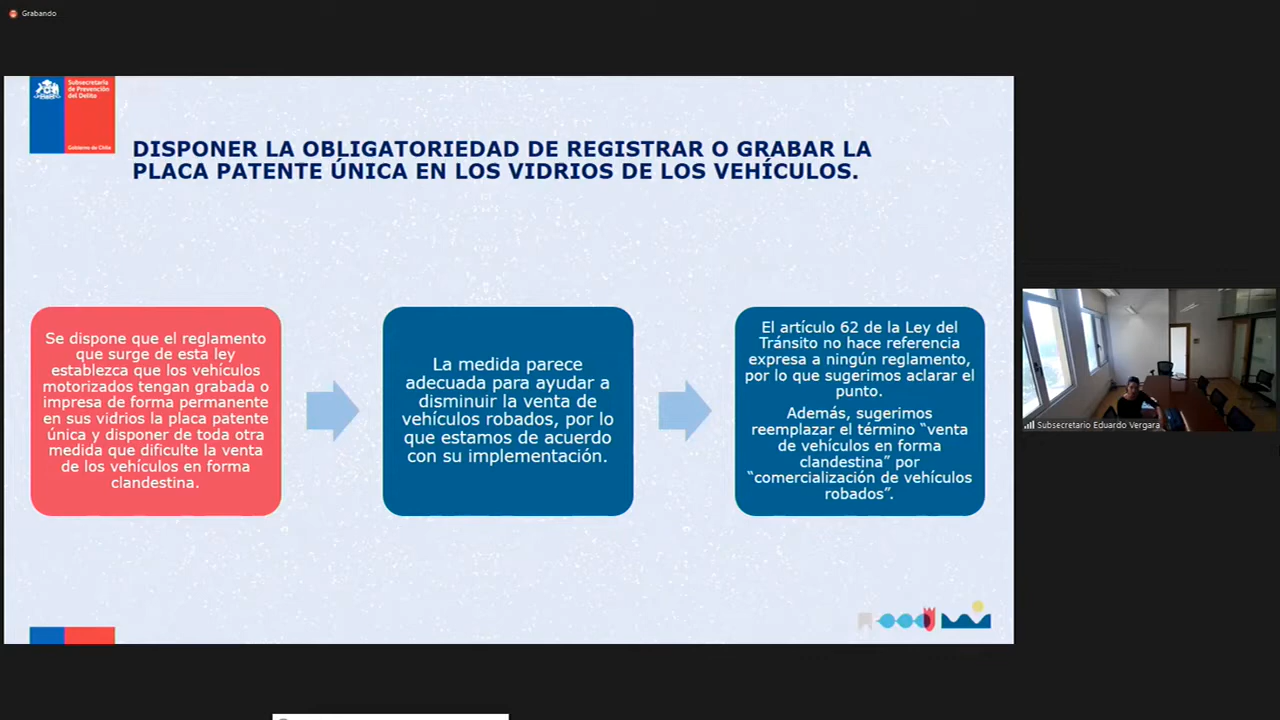 Grabando
Subsecretaría
de Prevención
del Delito
Gobierno de Chile
DISPONER LA OBLIGATORIEDAD DE REGISTRAR O GRABAR LA
PLACA PATENTE ÚNICA EN LOS VIDRIOS DE LOS VEHÍCULOS.
Se dispone que el reglamento
que surge de esta ley
establezca que los vehículos
motorizados tengan grabada o
impresa de forma permanente
en sus vidrios la placa patente
única y disponer de toda otra
medida que dificulte la venta
de los vehículos en forma
clandestina.
La medida parece
adecuada para ayudar a
disminuir la venta de
vehículos robados, por lo
que estamos de acuerdo
con su implementación.
El artículo 62 de la Ley del
Tránsito no hace referencia
expresa a ningún reglamento,
por lo que sugerimos aclarar el
punto.
Además, sugerimos
reemplazar el término “venta
de vehículos en forma
clandestina” por
“comercialización de vehículos
robados”.
Subsecretario Eduardo Vergara